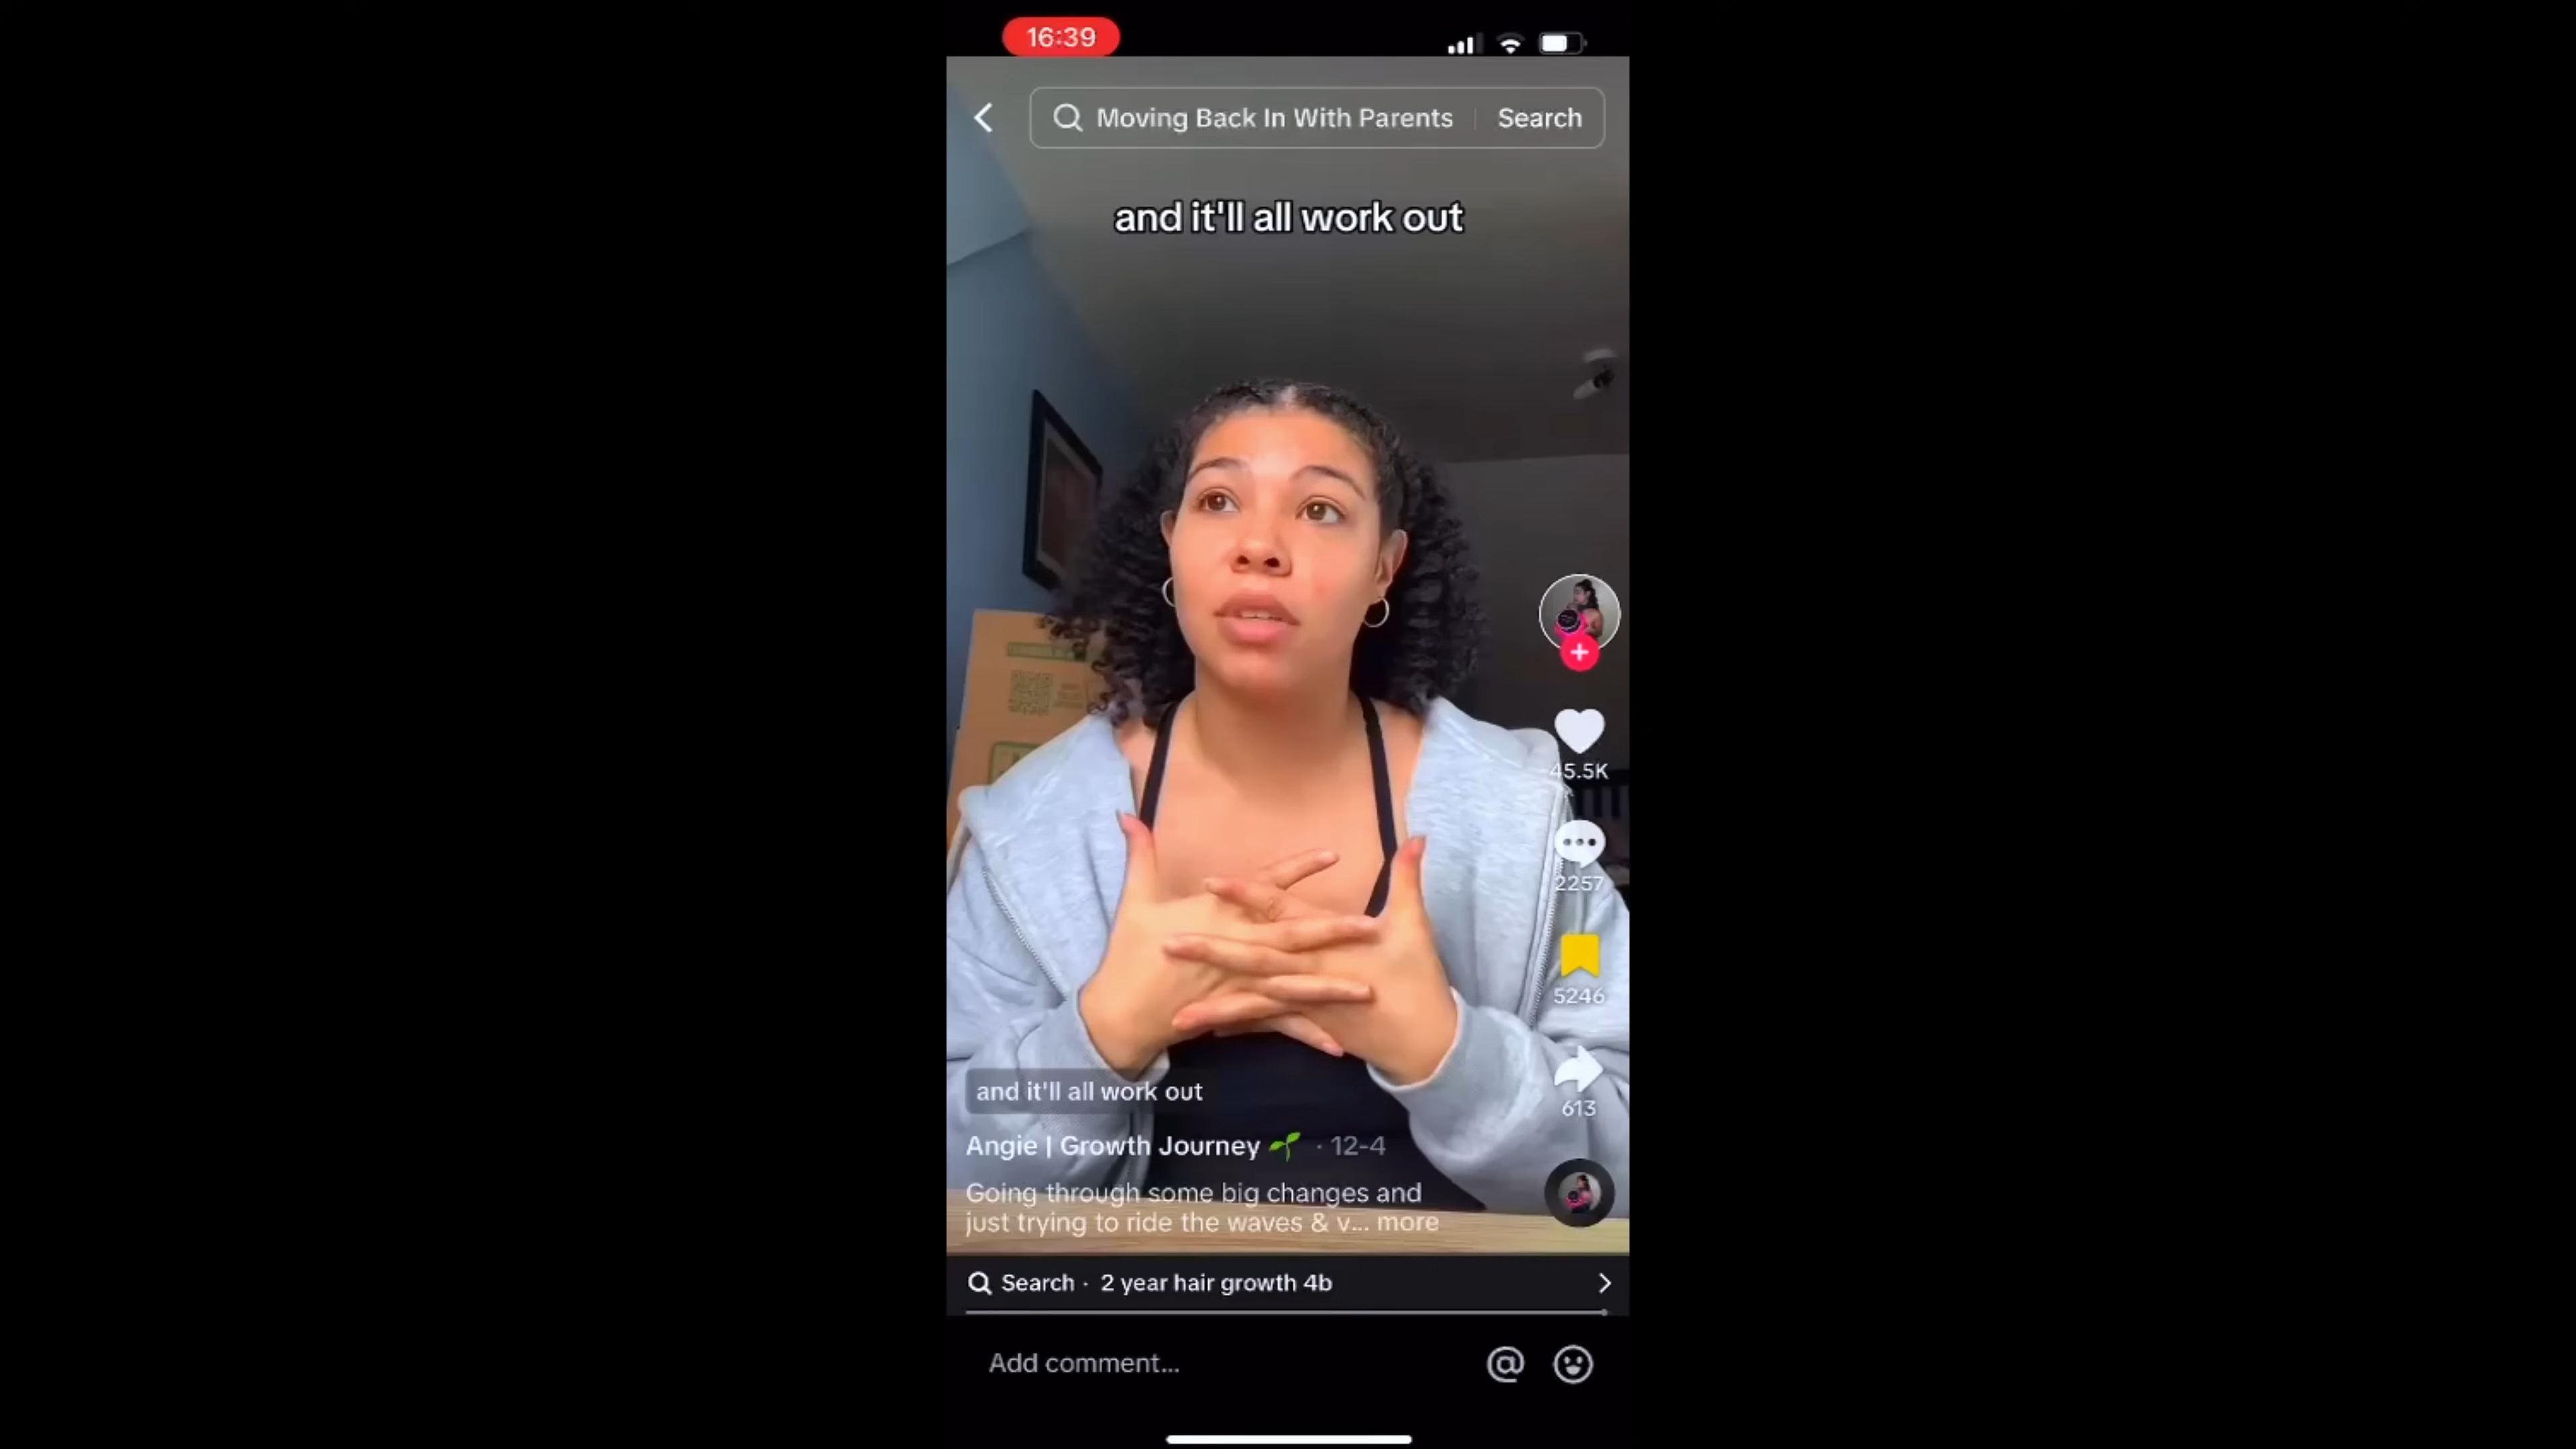 16:39
Moving Back In With Parents Search
and it'll all work out
45.5K
2257
5246
613
and it'll all work out
Angie | Growth Journey 🌱 · 12-4
Going through some big changes and
just trying to ride the waves & v... more
Search · 2 year hair growth 4b
Add comment...